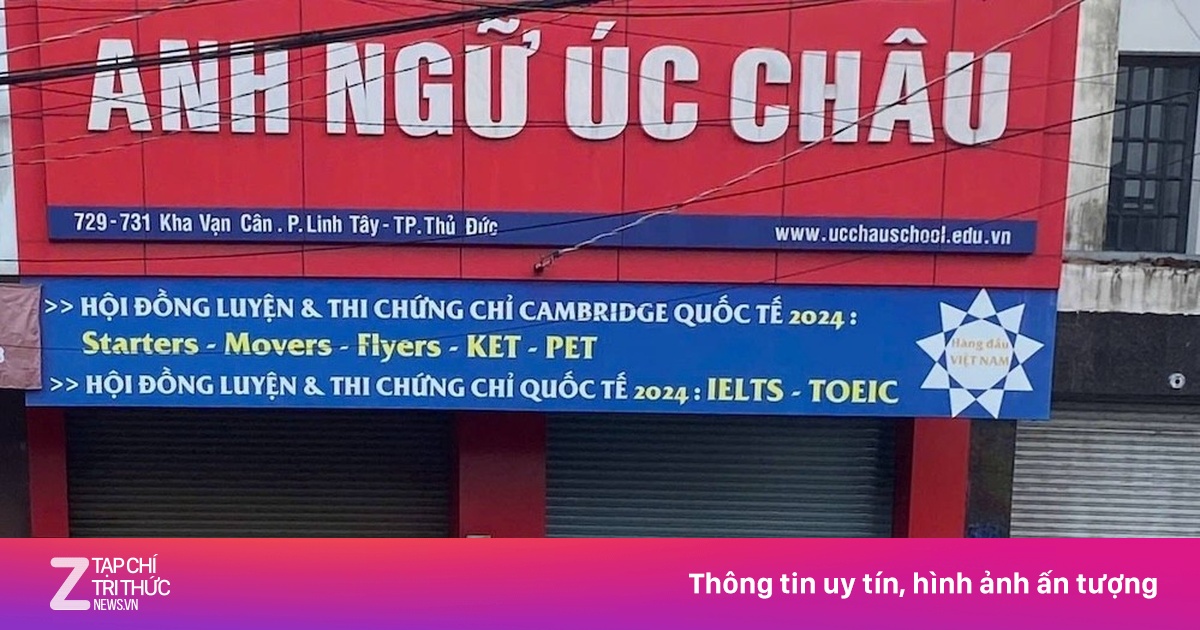 ANH NGỮ ÚC CHÂU
729-731 Kha Vạn Cân . P. Linh Tây - TP. Thủ Đức
www.ucchauschool.edu.vn
>> HỘI ĐỒNG LUYỆN & THI CHỨNG CHỈ CAMBRIDGE QUỐC TẾ 2024 :
Starters - Movers - Flyers - KET - PET
>> HỘI ĐỒNG LUYỆN & THI CHỨNG CHỈ QUỐC TẾ 2024 : IELTS - TOEIC
Hàng đầu
VIỆT NAM
Z TẠP CHÍ
TRI THỨC
NEWS.VN
Thông tin uy tín, hình ảnh ấn tượng